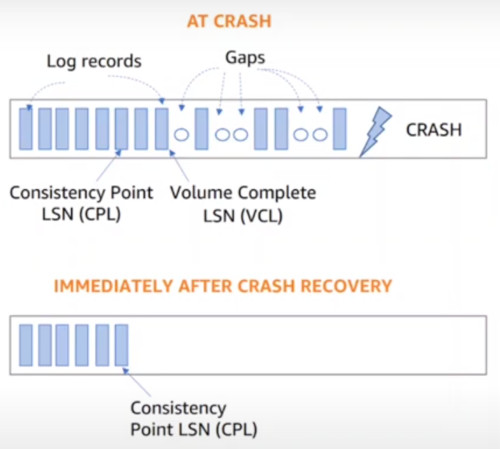 AT CRASH
Log records
Gaps
CRASH
Consistency Point
LSN (CPL)
Volume Complete
LSN (VCL)
IMMEDIATELY AFTER CRASH RECOVERY
Consistency
Point LSN (CPL)